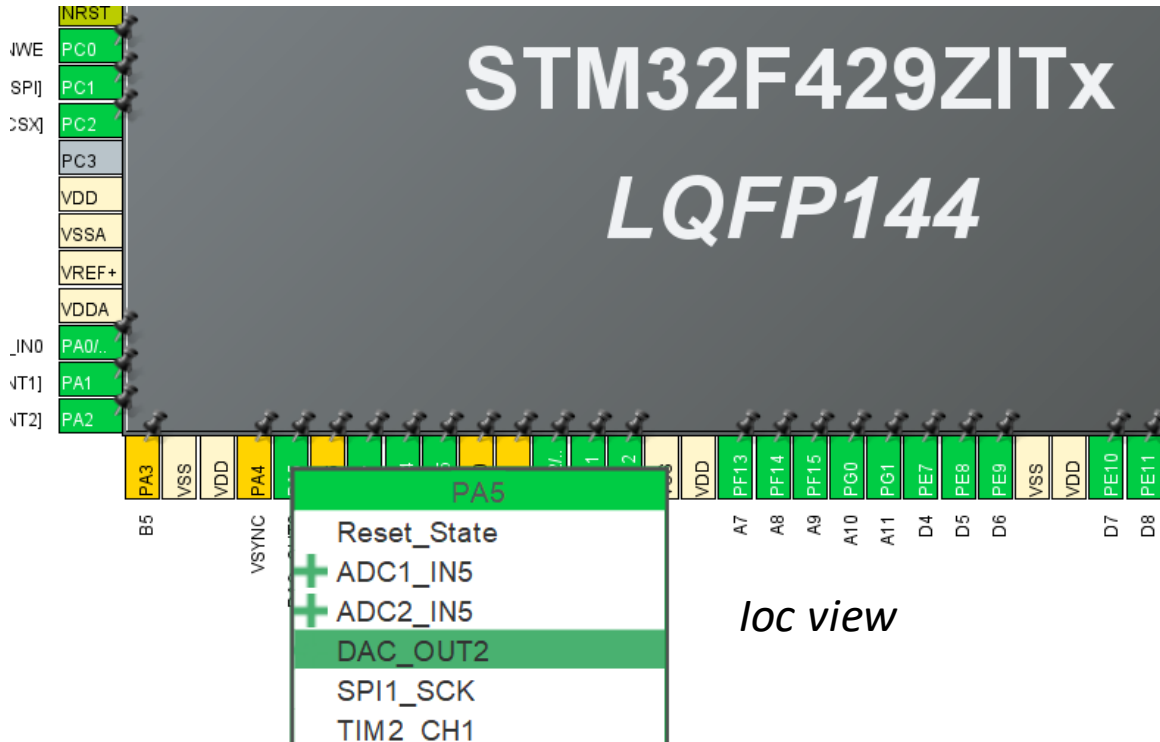 NRST
PC0
SPI]
PC1
PC2
PC3
VDD
VSSA
VREF+
VDDA
_IN0
PA0/..
NT1]
PA1
NT2]
PA2
STM32F429ZITx
LQFP144
PA3
VSS
VDD
PA4
VDD
PF13
PF14
PF15
PG0
PG1
PE7
PE8
PE9
VSS
VDD
PE10
PE11
B5
VSYNC
A7
A8
A9
A10
A11
D4
D5
D6
D7
D8
PA5
Reset_State
ADC1_IN5
ADC2_IN5
DAC_OUT2
SPI1_SCK
TIM2_CH1
Ioc view